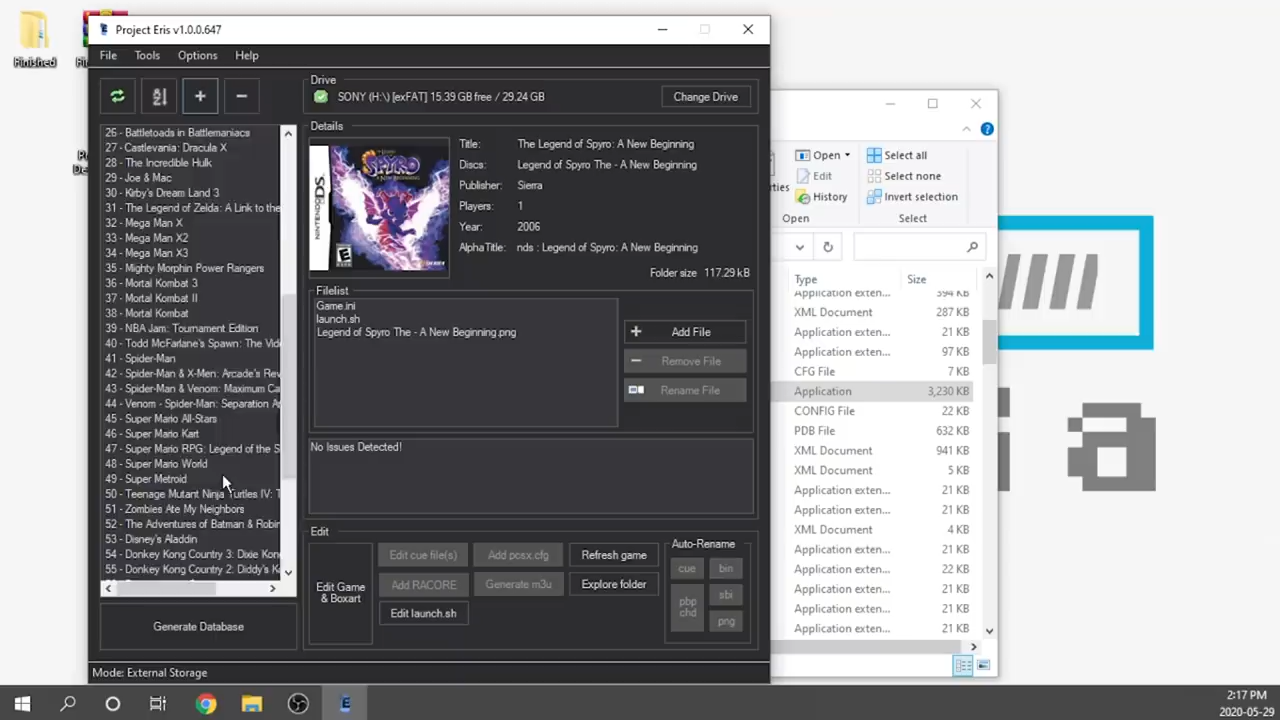 Finished
Project Eris v1.0.0.647
File Tools Options Help
Drive
SONY (H:\) [exFAT] 15.39 GB free / 29.24 GB
Change Drive
26 - Battletoads in Battlemaniacs
27 - Castlevania: Dracula X
28 - The Incredible Hulk
29 - Joe & Mac
30 - Kirby's Dream Land 3
31 - The Legend of Zelda: A Link to the
32 - Mega Man X
33 - Mega Man X2
34 - Mega Man X3
35 - Mighty Morphin Power Rangers
36 - Mortal Kombat 3
37 - Mortal Kombat II
38 - Mortal Kombat
39 - NBA Jam: Tournament Edition
40 - Todd McFarlane's Spawn: The Vid
41 - Spider-Man
42 - Spider-Man & X-Men: Arcade's Rev
43 - Spider-Man & Venom: Maximum Ca
44 - Venom - Spider-Man: Separation A
45 - Super Mario All-Stars
46 - Super Mario Kart
47 - Super Mario RPG: Legend of the S
48 - Super Mario World
49 - Super Metroid
50 - Teenage Mutant Ninja Turtles IV: T
51 - Zombies Ate My Neighbors
52 - The Adventures of Batman & Robin
53 - Disney's Aladdin
54 - Donkey Kong Country 3: Dixie Kon
55 - Donkey Kong Country 2: Diddy's K
Generate Database
Details
NINTENDO DS
SPYRO
Title: The Legend of Spyro: A New Beginning
Discs: Legend of Spyro The - A New Beginning
Publisher: Sierra
Players: 1
Year: 2006
AlphaTitle: nds : Legend of Spyro: A New Beginning
Folder size 117.29 kB
Filelist
Game.ini
launch.sh
Legend of Spyro The - A New Beginning.png
Add File
Remove File
Rename File
No Issues Detected!
Edit
Edit Game
& Boxart
Edit cue file(s)
Add pcsx.cfg
Refresh game
Add RACORE
Generate m3u
Explore folder
Edit launch.sh
Auto-Rename
cue bin
pbp
chd
sbi
png
Mode: External Storage
Open
Edit
History
Open
ties
Select all
Select none
Invert selection
Select
Type Size
Application exten... 394 KB
XML Document 287 KB
Application exten... 21 KB
Application exten... 97 KB
CFG File 7 KB
Application 3,230 KB
CONFIG File 22 KB
PDB File 632 KB
XML Document 941 KB
XML Document 5 KB
Application exten... 21 KB
Application exten... 21 KB
XML Document 4 KB
Application exten... 21 KB
Application exten... 22 KB
Application exten... 21 KB
Application exten... 21 KB
Application exten... 21 KB
a
2:17 PM
2020-05-29